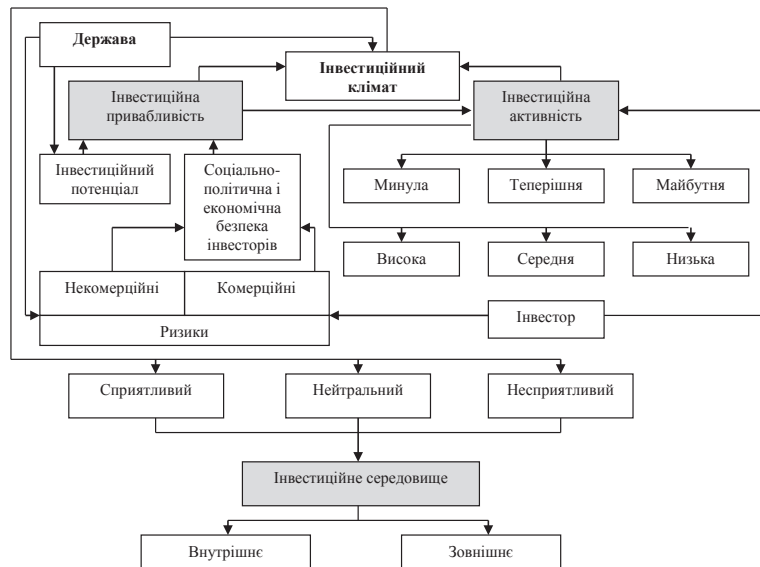 Держава
Інвестиційний
клімат
Інвестиційна
привабливість
Інвестиційна
активність
Інвестиційний
потенціал
Соціально-
політична і
економічна
безпека
інвесторів
Минула
Теперішня
Майбутня
Висока
Середня
Низька
Некомерційні
Комерційні
Ризики
Інвестор
Сприятливий
Нейтральний
Несприятливий
Інвестиційне середовище
Внутрішнє
Зовнішнє